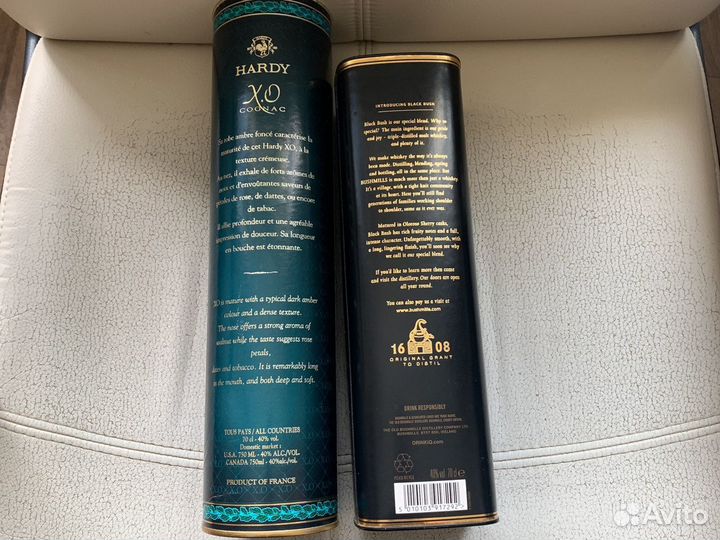 HARDY
X.O
COGNAC
Sa robe ambre foncé caractérise la
maturité de cet Hardy XO, à la
texture crémeuse.
Au nez, il exhale de forts arômes de
noix et d'envoûtantes saveurs de
pétales de rose, de dattes, ou encore
de tabac.
Il allie profondeur et une agréable
impression de douceur. Sa longueur
en bouche est étonnante.
XO is mature with a typical dark amber
colour and a dense texture.
The nose offers a strong aroma of
walnut while the taste suggests rose
petals,
dates and tobacco. It is remarkably long
in the mouth, and both deep and soft.
TOUS PAYS / ALL COUNTRIES
70 cl - 40% vol.
Domestic market :
U.S.A. 750 ML - 40% ALC./VOL
CANADA 750ml - 40%alc./vol
PRODUCT OF FRANCE
INTRODUCING BLACK BUSH
Black Bush is our special blend. Why so
special? The main ingredient is our pride
and joy – triple-distilled malt whiskey,
and plenty of it.
We make whiskey the way it's always
been made. Distilling, blending, ageing
and bottling, all in the same place. But
BUSHMILLS is much more than just a whiskey.
It's a village, with a tight knit community
at its heart. Here you'll still find
generations of families working shoulder
to shoulder, same as it ever was.
Matured in Oloroso Sherry casks,
Black Bush has rich fruity notes and a full,
intense character. Unforgettably smooth, with
a long, lingering finish, you'll soon see why
we call it our special blend.
If you'd like to learn more then come
and visit the distillery. Our doors are open
all year round.
You can also pay us a visit at
www.bushmills.com
16 08
ORIGINAL GRANT
TO DISTIL
DRINK RESPONSIBLY
THE OLD BUSHMILLS DISTILLERY COMPANY LTD.
BUSHMILLS, BT57 8XH, IRELAND.
DRINKiQ.com
40% vol 70 cl e
5 010103 917292 >
Avito